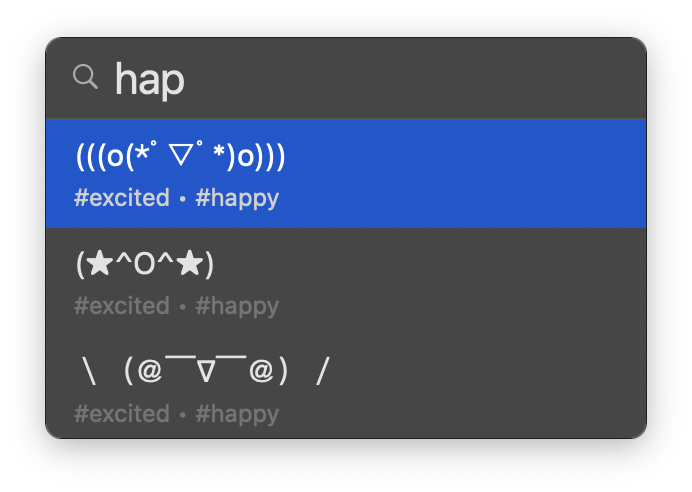 hap
(((o(*ﾟ▽ﾟ*)o)))
#excited • #happy
(★^O^★)
#excited • #happy
\ (@￣∇￣@) /
#excited • #happy